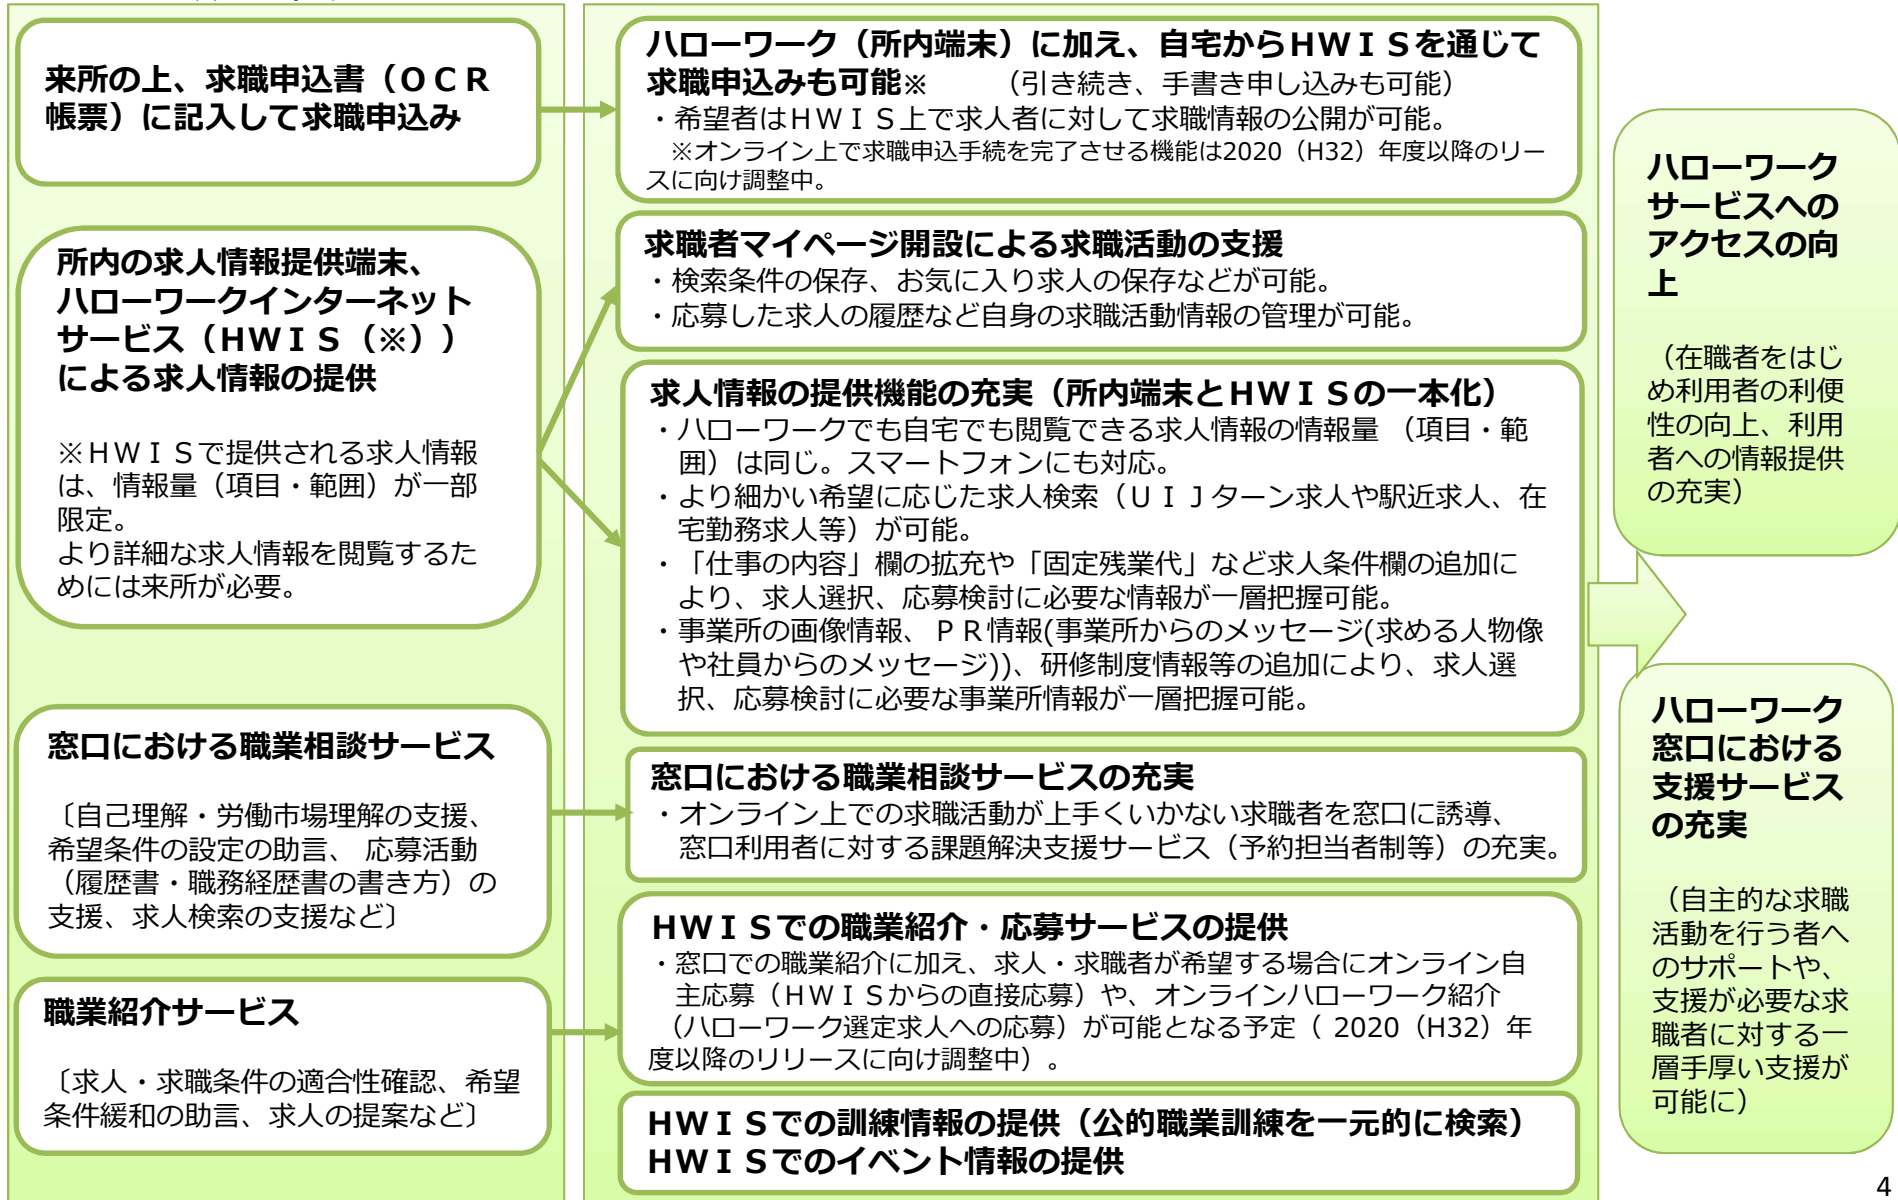 来所の上、求職申込書（ＯＣＲ
帳票）に記入して求職申込み
所内の求人情報提供端末、
ハローワークインターネット
サービス（ＨＷＩＳ（※））
による求人情報の提供
※ＨＷＩＳで提供される求人情報
は、情報量（項目・範囲）が一部
限定。
より詳細な求人情報を閲覧するた
めには来所が必要。
窓口における職業相談サービス
〔自己理解・労働市場理解の支援、
希望条件の設定の助言、 応募活動
（履歴書・職務経歴書の書き方）の
支援、求人検索の支援など〕
職業紹介サービス
〔求人・求職条件の適合性確認、希望
条件緩和の助言、求人の提案など〕
ハローワーク（所内端末）に加え、自宅からＨＷＩＳを通じて
求職申込みも可能※　　（引き続き、手書き申し込みも可能）
・希望者はＨＷＩＳ上で求人者に対して求職情報の公開が可能。
※オンライン上で求職申込手続を完了させる機能は2020（H32）年度以降のリー
スに向け調整中。
求職者マイページ開設による求職活動の支援
・検索条件の保存、お気に入り求人の保存などが可能。
・応募した求人の履歴など自身の求職活動情報の管理が可能。
求人情報の提供機能の充実（所内端末とＨＷＩＳの一本化）
・ハローワークでも自宅でも閲覧できる求人情報の情報量 （項目・範
囲）は同じ。スマートフォンにも対応。
・より細かい希望に応じた求人検索（ＵＩＪターン求人や駅近求人、在
宅勤務求人等）が可能。
・「仕事の内容」欄の拡充や「固定残業代」など求人条件欄の追加に
より、求人選択、応募検討に必要な情報が一層把握可能。
・事業所の画像情報、ＰＲ情報(事業所からのメッセージ(求める人物像
や社員からのメッセージ))、研修制度情報等の追加により、求人選
択、応募検討に必要な事業所情報が一層把握可能。
窓口における職業相談サービスの充実
・オンライン上での求職活動が上手くいかない求職者を窓口に誘導、
窓口利用者に対する課題解決支援サービス（予約担当者制等）の充実。
ＨＷＩＳでの職業紹介・応募サービスの提供
・窓口での職業紹介に加え、求人・求職者が希望する場合にオンライン自
主応募（ＨＷＩＳからの直接応募）や、オンラインハローワーク紹介
（ハローワーク選定求人への応募）が可能となる予定（ 2020（H32）年
度以降のリリースに向け調整中）。
ＨＷＩＳでの訓練情報の提供（公的職業訓練を一元的に検索）
ＨＷＩＳでのイベント情報の提供
ハローワーク
サービスへの
アクセスの向
上
（在職者をはじ
め利用者の利便
性の向上、利用
者への情報提供
の充実）
ハローワーク
窓口における
支援サービス
の充実
（自主的な求職
活動を行う者へ
のサポートや、
支援が必要な求
職者に対する一
層手厚い支援が
可能に）
4